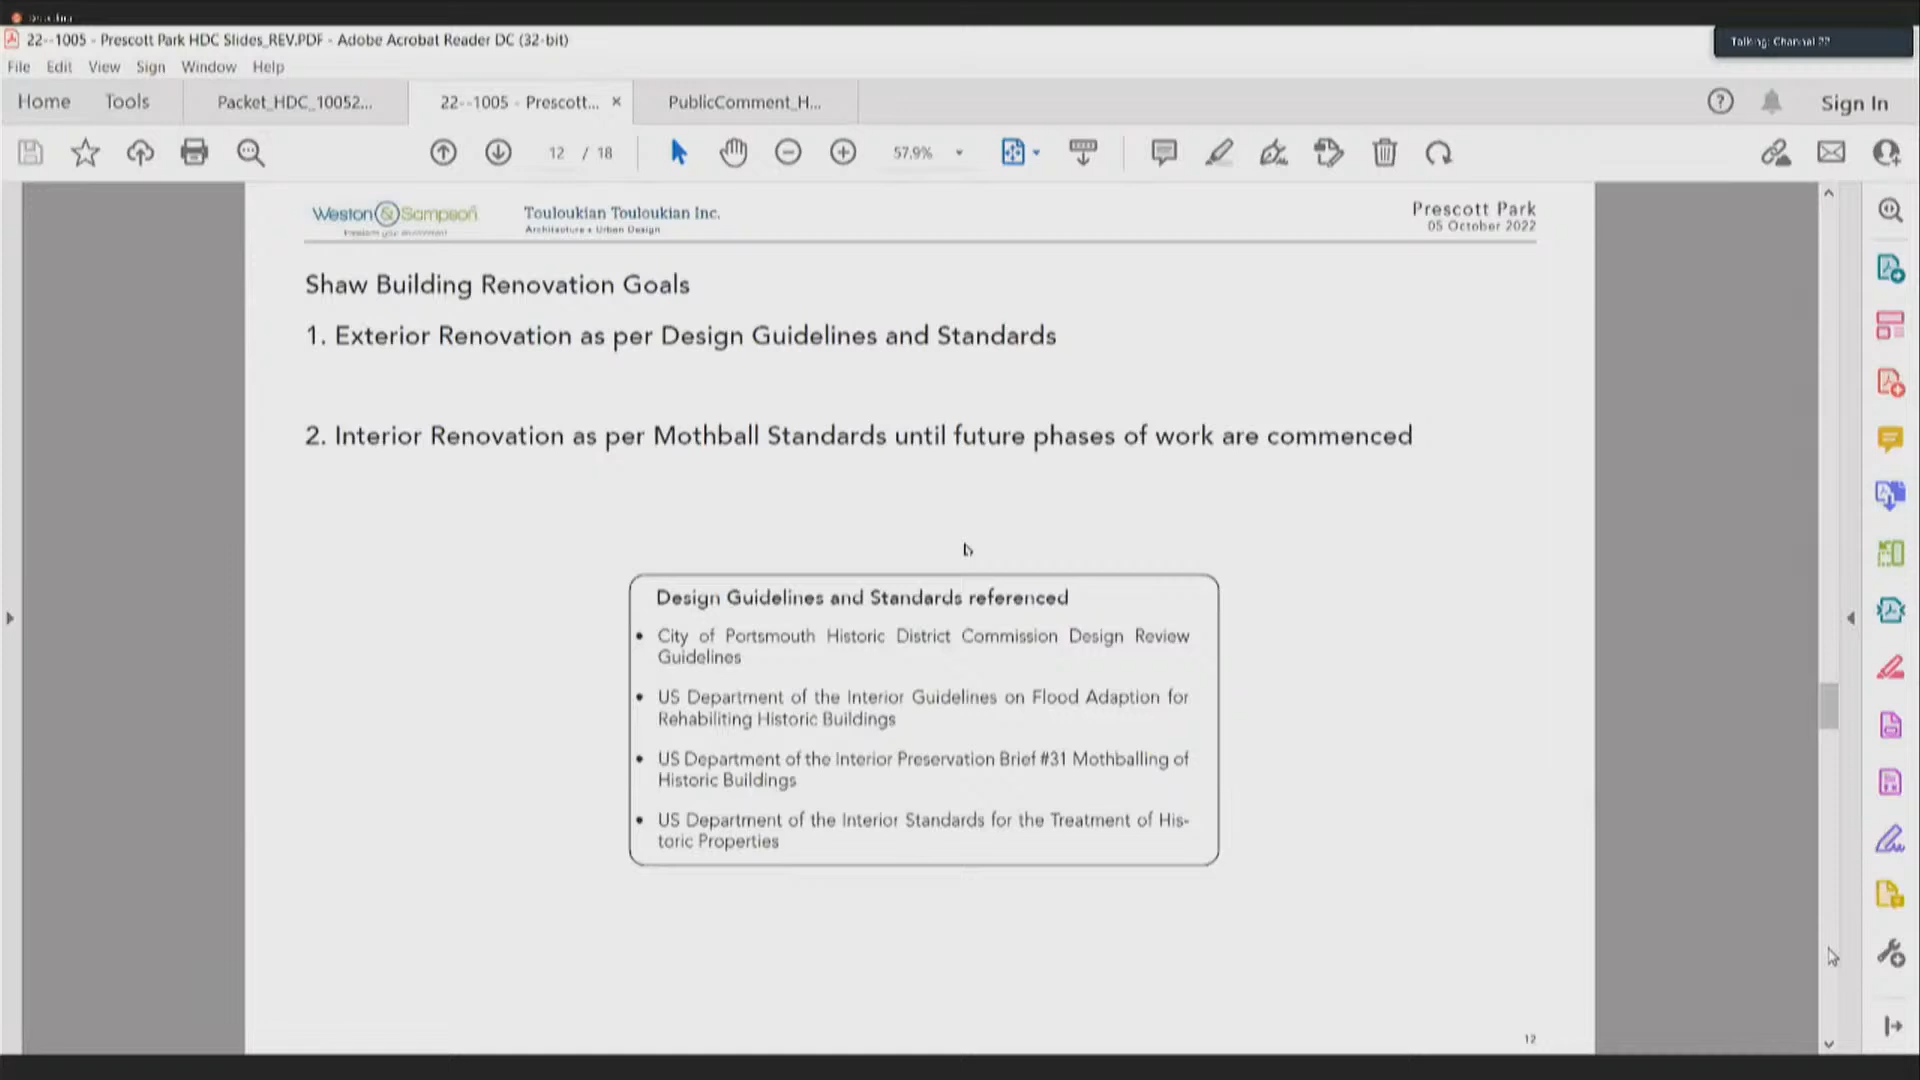 22--1005 - Prescott Park HDC Slides_REV.PDF - Adobe Acrobat Reader DC (32-bit)
Talking: Channel 22
File Edit View Sign Window Help
Home Tools Packet_HDC_10052... 22--1005 - Prescott... × PublicComment_H... Sign In
12 / 18 57.9%
Weston & Sampson Touloukian Touloukian Inc. Prescott Park
Architecture + Urban Design 05 October 2022
Shaw Building Renovation Goals
1. Exterior Renovation as per Design Guidelines and Standards
2. Interior Renovation as per Mothball Standards until future phases of work are commenced
Design Guidelines and Standards referenced
• City of Portsmouth Historic District Commission Design Review
Guidelines
• US Department of the Interior Guidelines on Flood Adaption for
Rehabiliting Historic Buildings
• US Department of the Interior Preservation Brief #31 Mothballing of
Historic Buildings
• US Department of the Interior Standards for the Treatment of His-
toric Properties
12